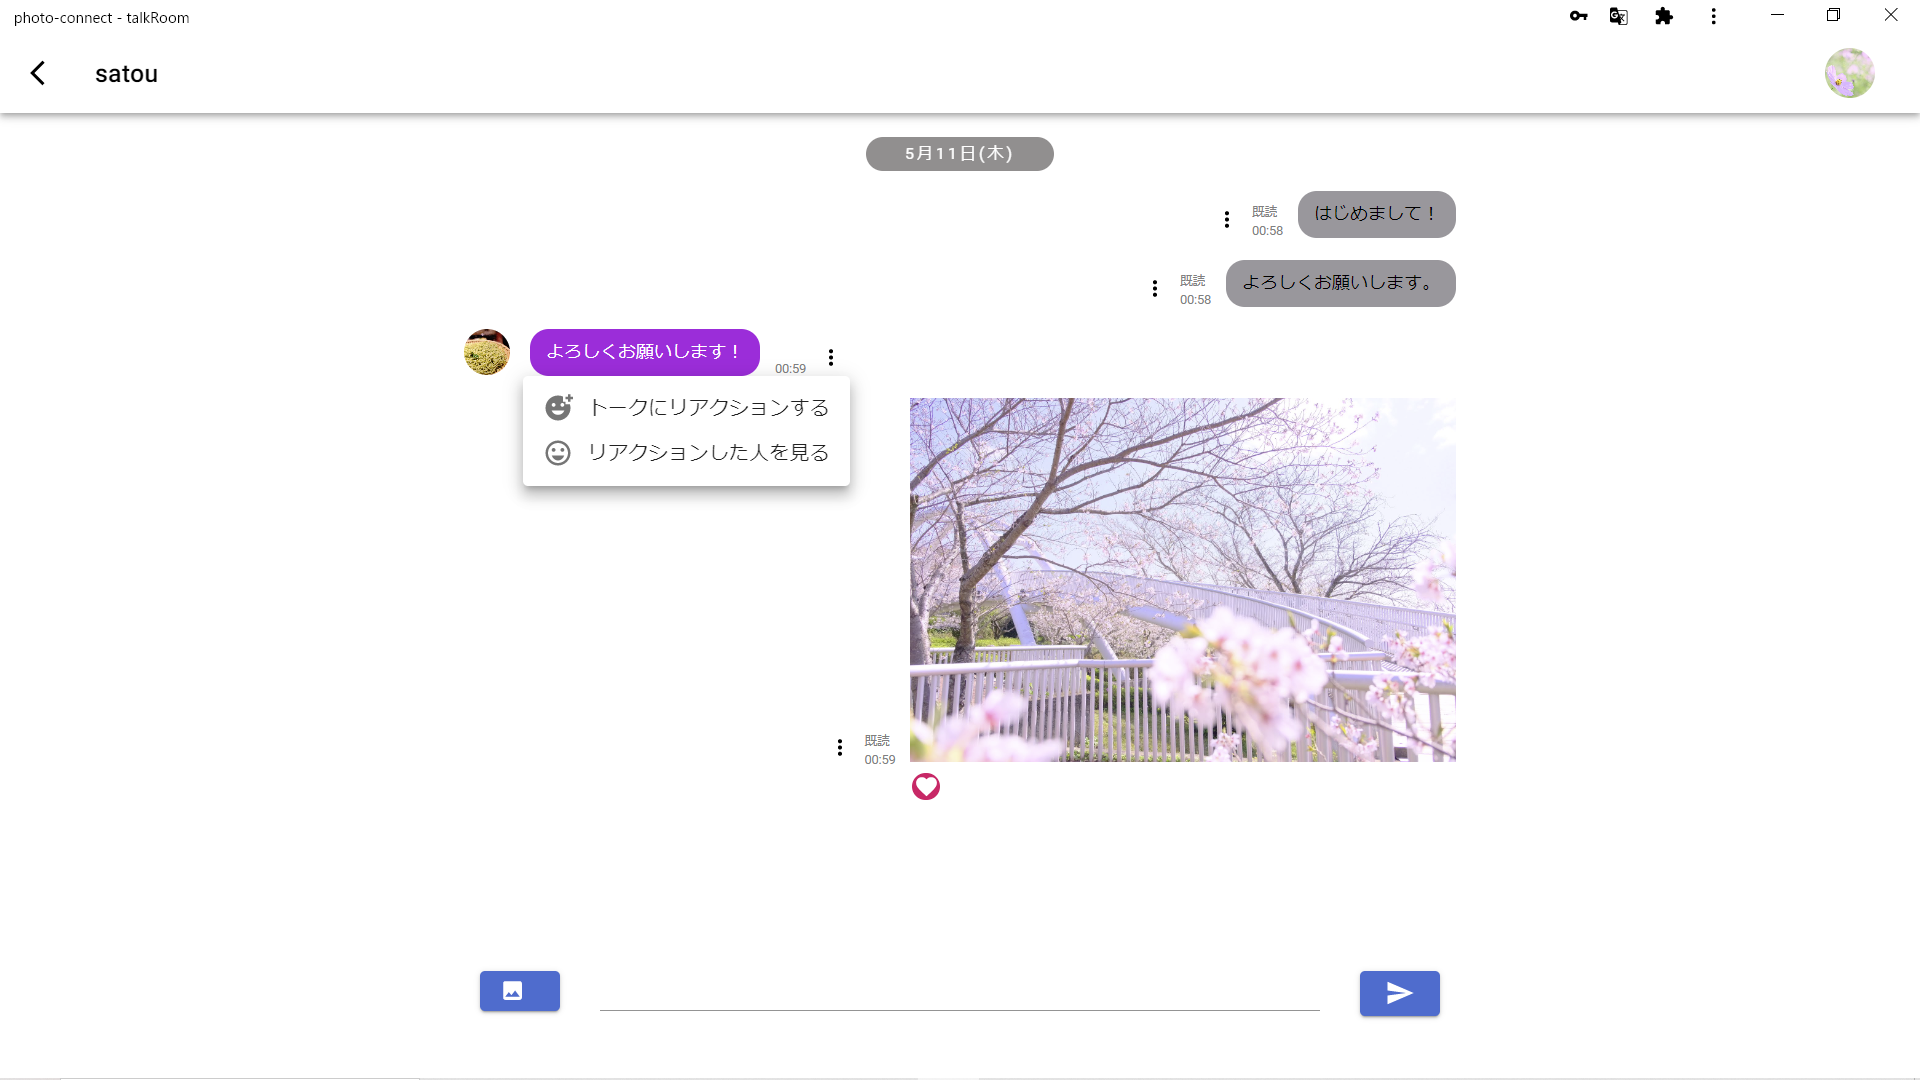 photo-connect - talkRoom
satou
5月11日(木)
既読
00:58
はじめまして！
既読
00:58
よろしくお願いします。
よろしくお願いします！
00:59
トークにリアクションする
リアクションした人を見る
既読
00:59